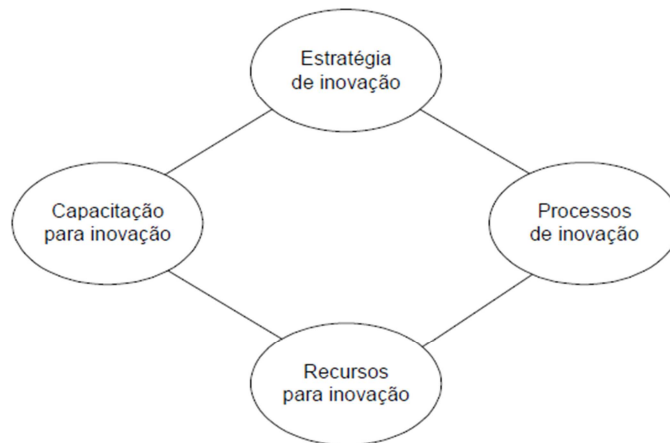 Estratégia
de inovação
Capacitação
para inovação
Processos
de inovação
Recursos
para inovação